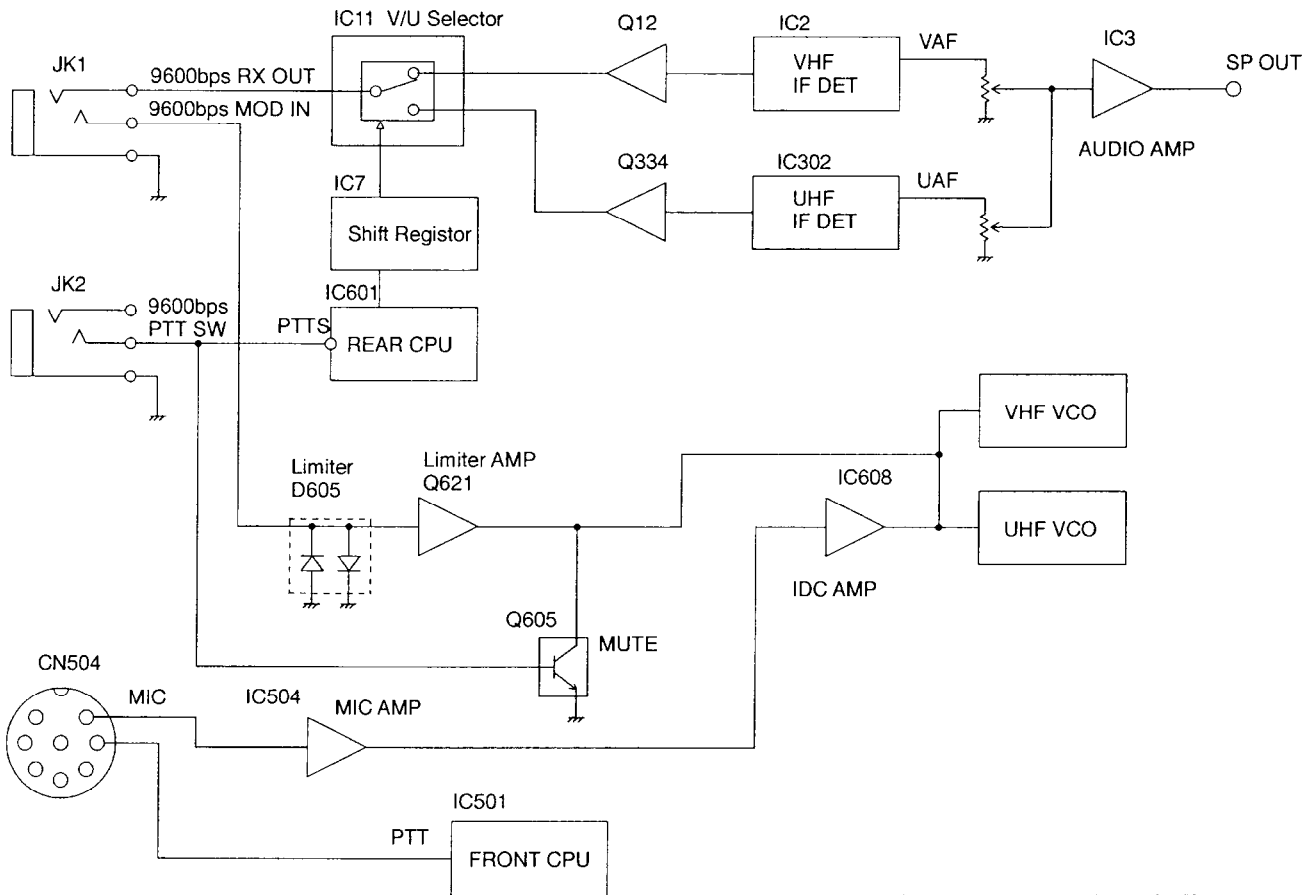 IC11 V/U Selector
Q12
IC2
VHF
IF DET
VAF
IC3
SP OUT
JK1
9600bps RX OUT
9600bps MOD IN
AUDIO AMP
IC7
Shift Registor
Q334
IC302
UHF
IF DET
UAF
JK2
9600bps
PTT SW
PTTS
IC601
REAR CPU
VHF VCO
Limiter
D605
Limiter AMP
Q621
IC608
UHF VCO
IDC AMP
Q605
MUTE
CN504
MIC
IC504
MIC AMP
IC501
PTT
FRONT CPU